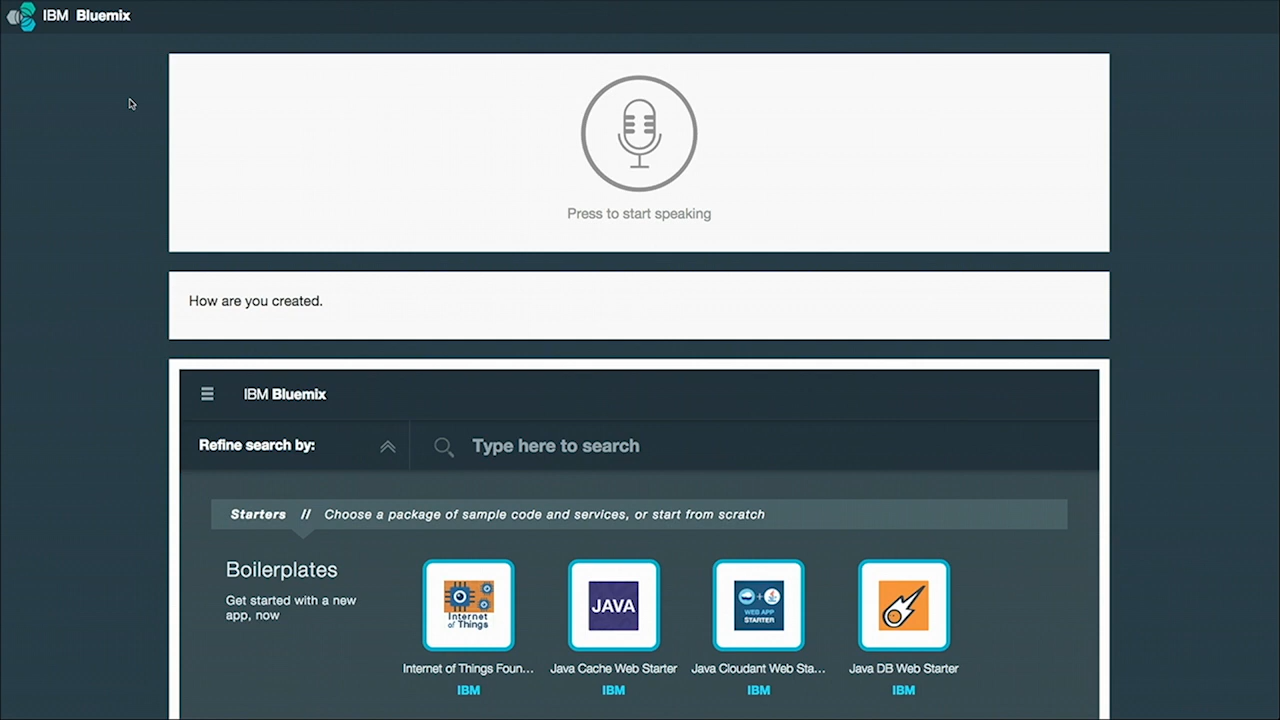 IBM Bluemix
Press to start speaking
How are you created.
IBM Bluemix
Refine search by:
Type here to search
Starters // Choose a package of sample code and services, or start from scratch
Boilerplates
Get started with a new
app, now
Internet
of Things
JAVA
WEB APP
STARTER
Internet of Things Foun...
Java Cache Web Starter
Java Cloudant Web Sta...
Java DB Web Starter
IBM
IBM
IBM
IBM